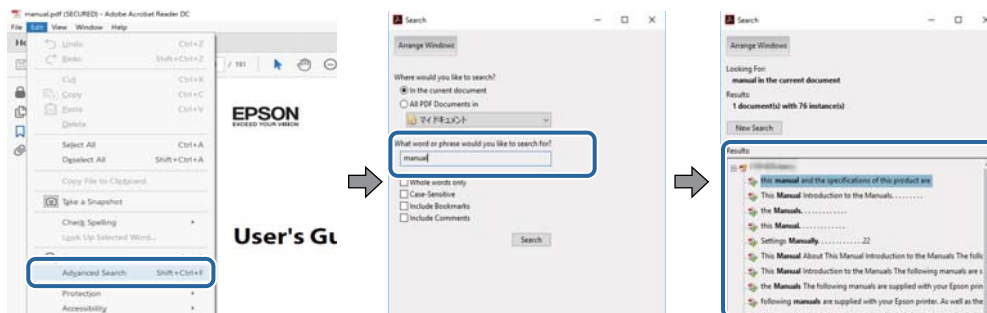 manual.pdf (SECURED) - Adobe Acrobat Reader DC
File Edit View Window Help
Undo Ctrl+Z
Redo Shift+Ctrl+Z
Cut Ctrl+X
Copy Ctrl+C
Paste Ctrl+V
Delete
Select All Ctrl+A
Deselect All Shift+Ctrl+A
Copy File to Clipboard
Take a Snapshot
Check Spelling
Look Up Selected Word...
Advanced Search Shift+Ctrl+F
Protection
Accessibility
/ 191
EPSON
EXCEED YOUR VISION
User's Gu
Search
Arrange Windows
Where would you like to search?
In the current document
All PDF Documents in
マイ ドキュメント
What word or phrase would you like to search for?
manual
Whole words only
Case-Sensitive
Include Bookmarks
Include Comments
Search
Search
Arrange Windows
Looking For:
manual in the current document
Results:
1 document(s) with 76 instance(s)
New Search
Results:
this manual and the specifications of this product are
This Manual Introduction to the Manuals. . . . . . . . .
the Manuals. . . . . . . . . . . . .
this Manual. . . . . . . . . . . . .
Settings Manually. . . . . . . . . . . . 22
This Manual About This Manual Introduction to the Manuals The follo
This Manual Introduction to the Manuals The following manuals are s
the Manuals The following manuals are supplied with your Epson prin
following manuals are supplied with your Epson printer. As well as the